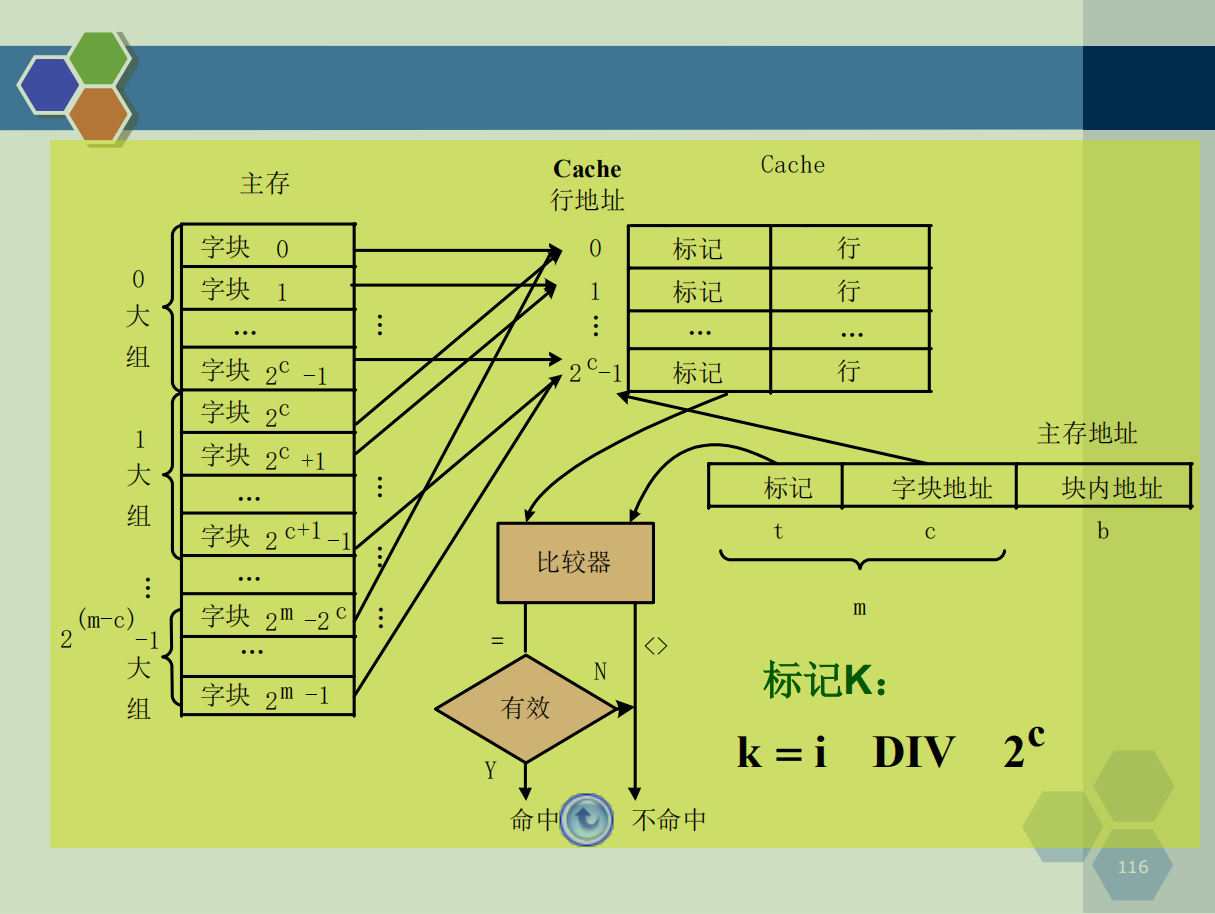 主存
Cache
行地址
Cache
0
大
组
字块 0
字块 1
...
字块 2^c -1
1
大
组
字块 2^c
字块 2^c +1
...
字块 2^c+1 -1
...
2^(m-c) -1
大
组
字块 2^m -2^c
...
字块 2^m -1
0
1
2^c -1
标记 行
标记 行
... ...
标记 行
主存地址
标记 字块地址 块内地址
t c b
m
比较器
= <>
N
有效
Y
命中 不命中
标记K:
k = i DIV 2^c
116